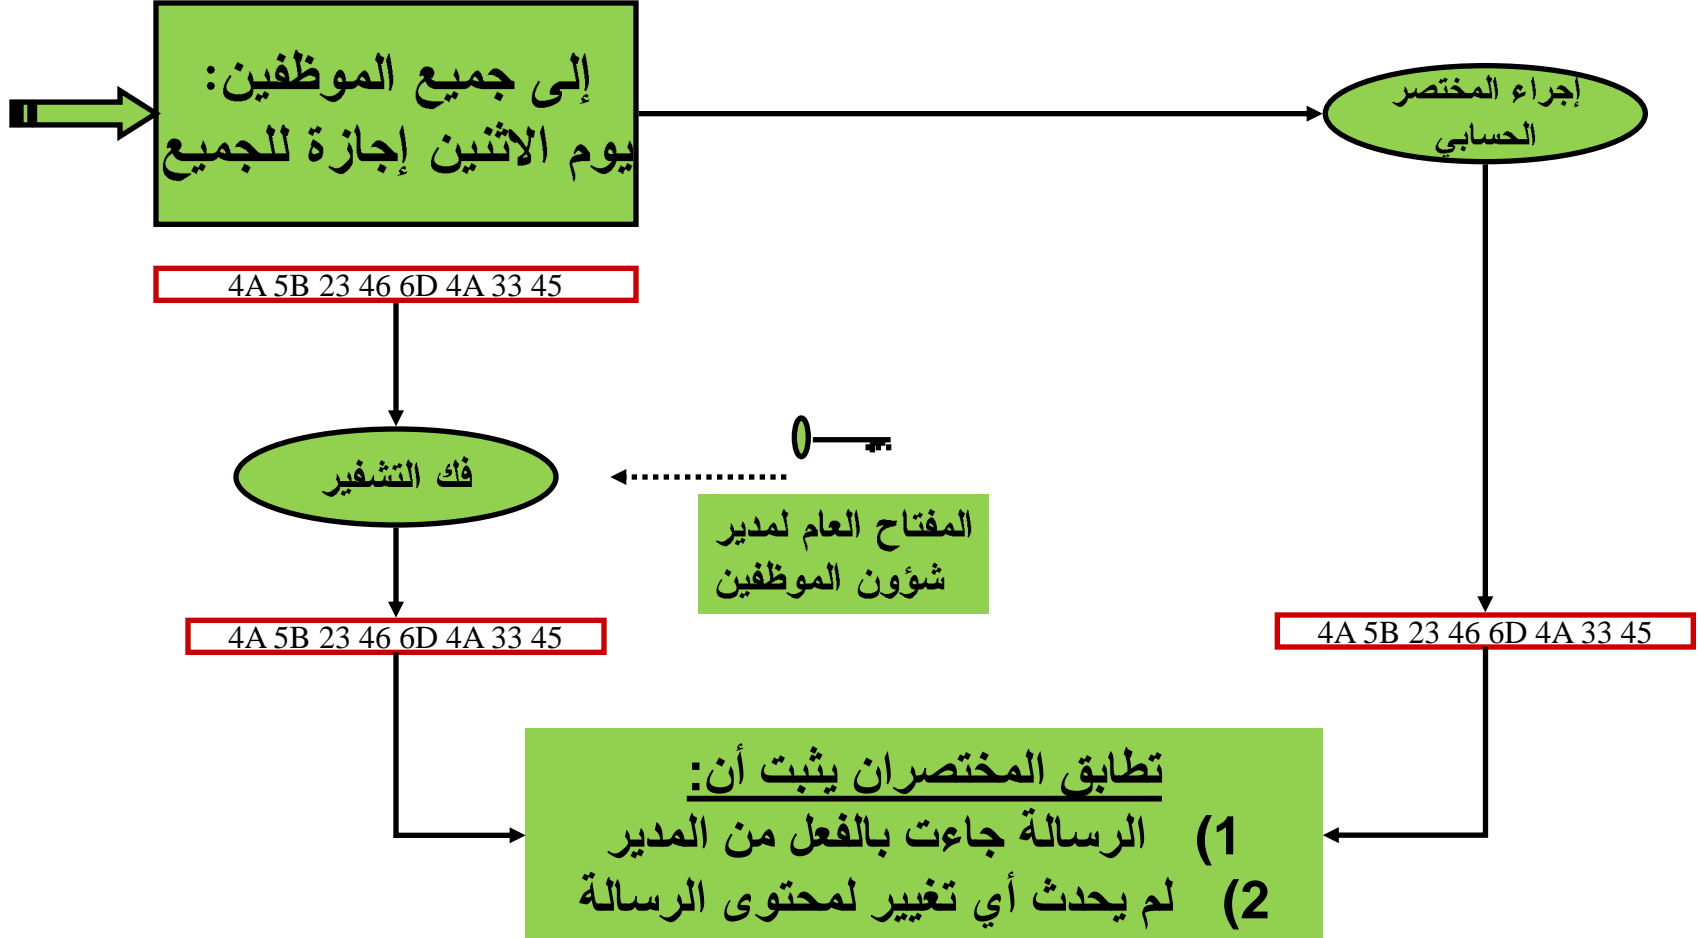 إلى جميع الموظفين:
يوم الاثنين إجازة للجميع
إجراء المختصر
الحسابي
4A 5B 23 46 6D 4A 33 45
فك التشفير
المفتاح العام لمدير
شؤون الموظفين
4A 5B 23 46 6D 4A 33 45
4A 5B 23 46 6D 4A 33 45
تطابق المختصران يثبت أن:
1) الرسالة جاءت بالفعل من المدير
2) لم يحدث أي تغيير لمحتوى الرسالة